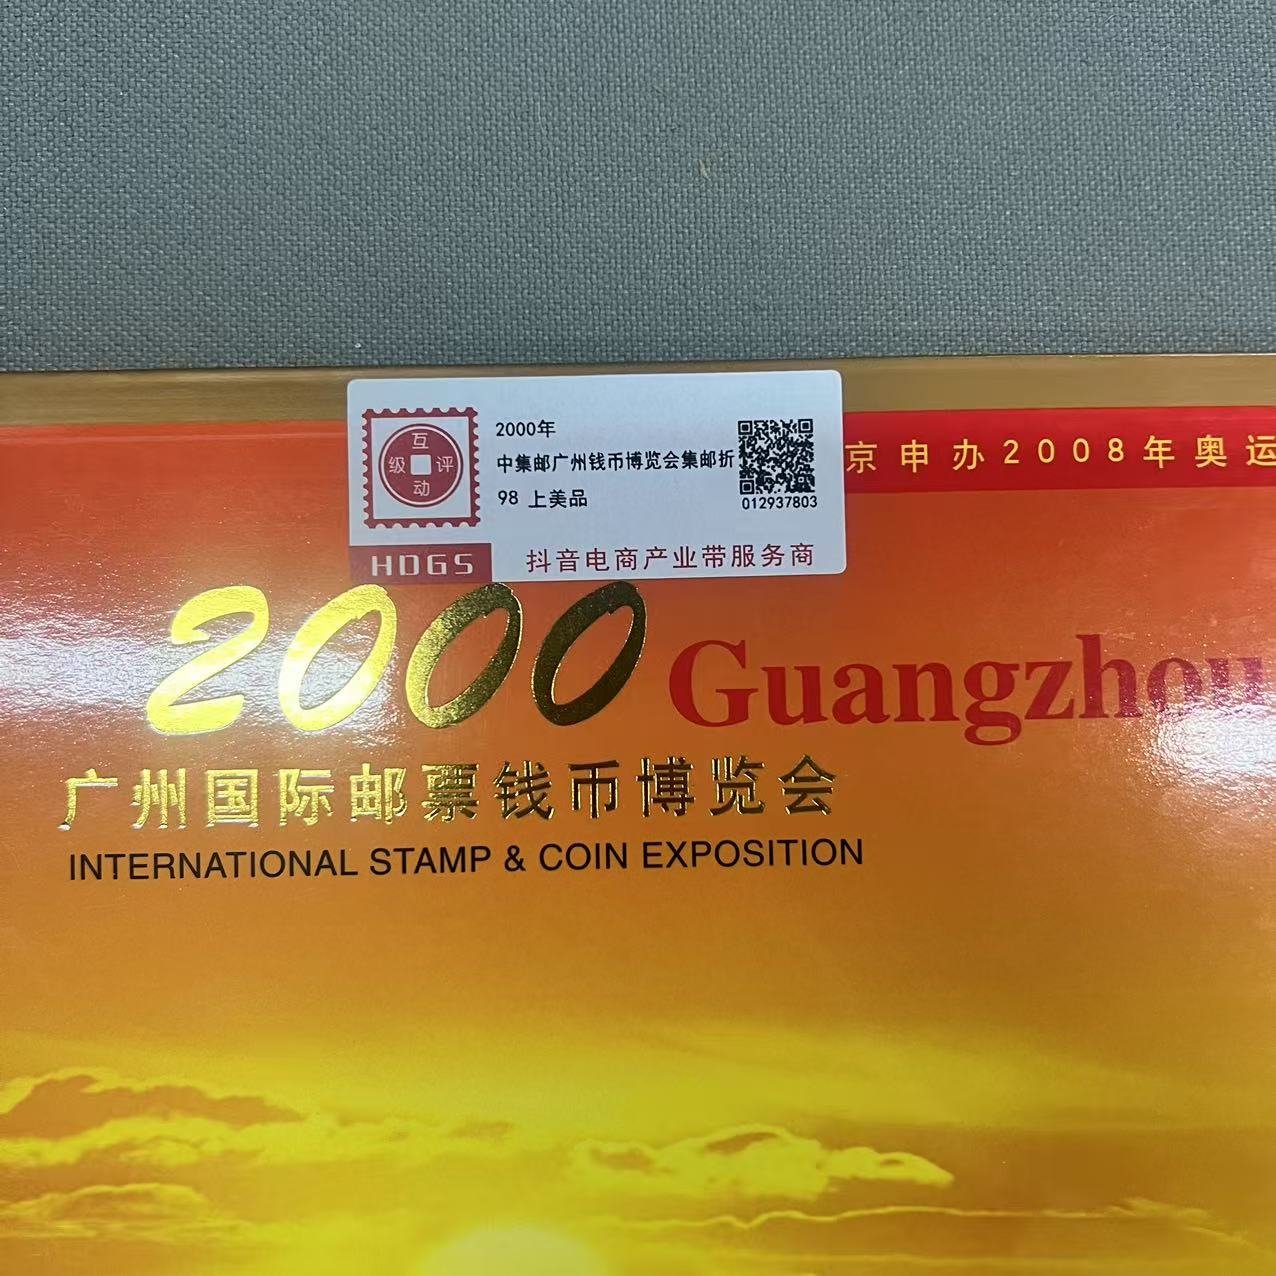 互
级 评
动
HDGS
2000年
中集邮广州钱币博览会集邮折
98 上美品
012937803
抖音电商产业带服务商
京申办2008年奥运
2000 Guangzhou
广州国际邮票钱币博览会
INTERNATIONAL STAMP & COIN EXPOSITION